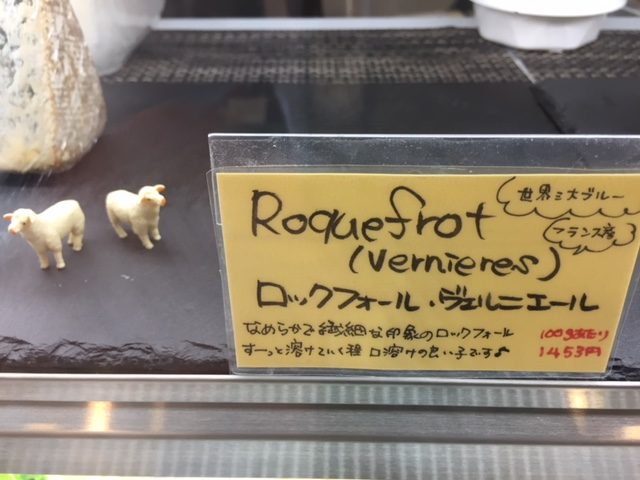 Roquefrot
世界三大ブルー
フランス産
(Vernieres)
ロックフォール・ヴェルニエール
なめらかで繊細な印象のロックフォール
すーっと溶けていく程口溶けの良い子です♪
100g当たり
1453円